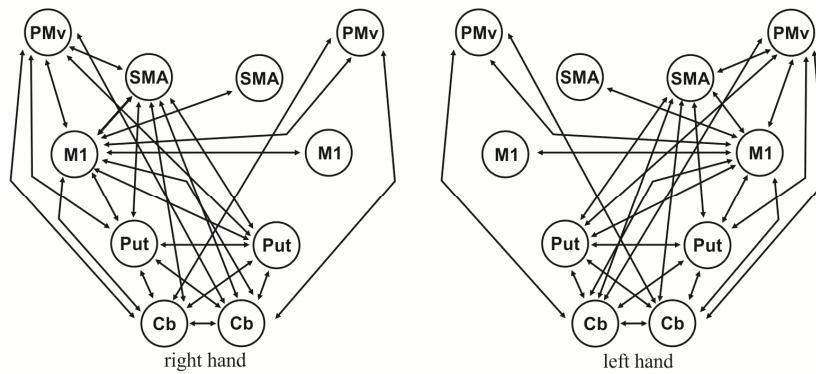 PMv PMv PMv PMv
SMA SMA SMA SMA
M1 M1 M1 M1
Put Put Put Put
Cb Cb Cb Cb
right hand left hand